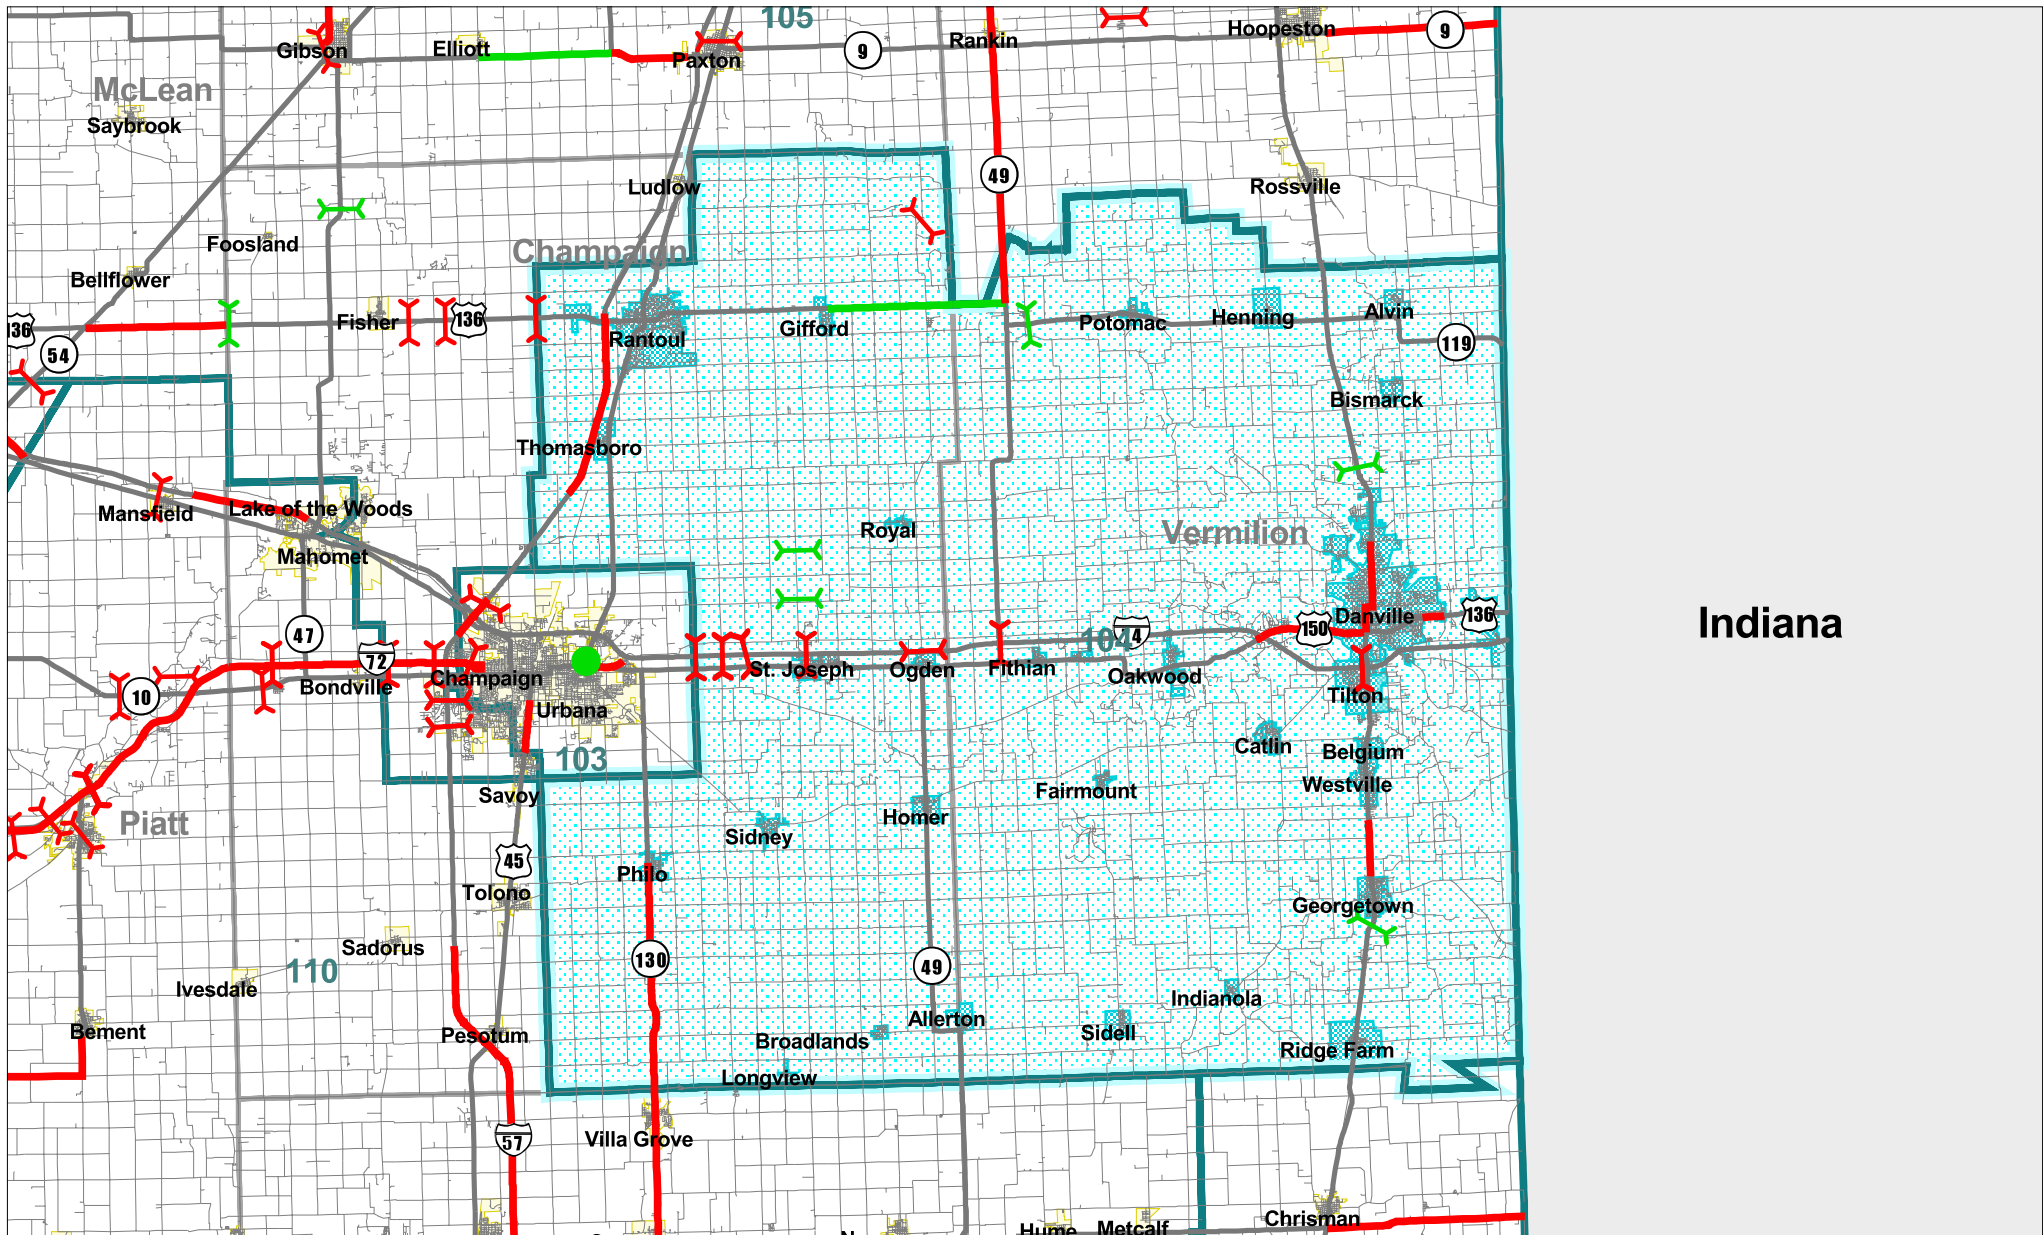 105
Gibson
Elliott
Paxton
9
Rankin
Hoopeston
9
McLean
Saybrook
Ludlow
49
Rossville
Foosland
Champaign
Bellflower
136
54
Fisher
136
Rantoul
Gifford
Potomac
Henning
Alvin
119
Bismarck
Thomasboro
Mansfield
Lake of the Woods
Mahomet
Royal
Vermilion
47
72
Bondville
10
Champaign
Urbana
St. Joseph
Ogden
Fithian
104
74
Oakwood
150
Danville
136
Tilton
Indiana
103
Savoy
Catlin
Belgium
Westville
Piatt
Fairmount
Homer
Sidney
45
Philo
Tolono
Georgetown
Sadorus
130
49
110
Ivesdale
Indianola
Bement
Pesotum
Allerton
Broadlands
Sidell
Ridge Farm
Longview
57
Villa Grove
Hume
Metcalf
Chrisman